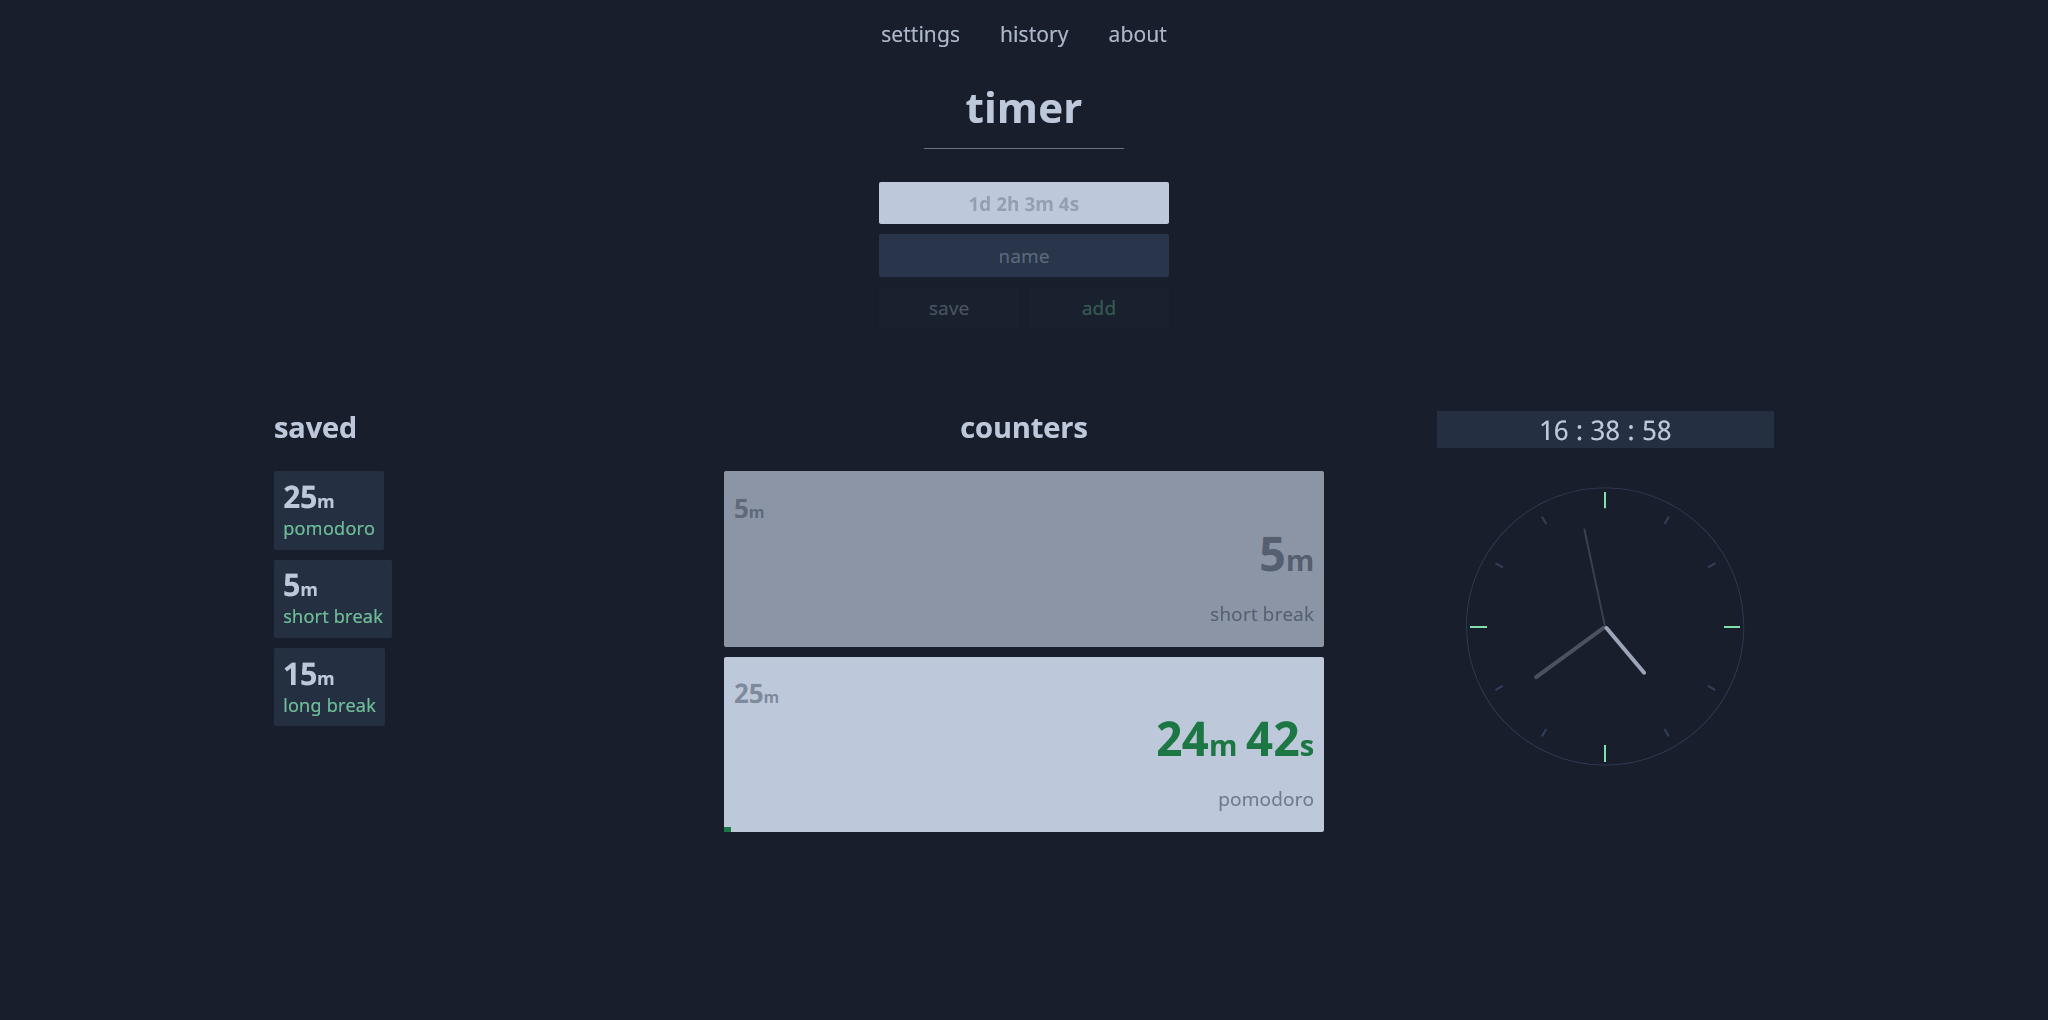 settings history about
timer
1d 2h 3m 4s
name
save add
saved
25m
pomodoro
5m
short break
15m
long break
counters
5m
5m
short break
25m
24m 42s
pomodoro
16 : 38 : 58